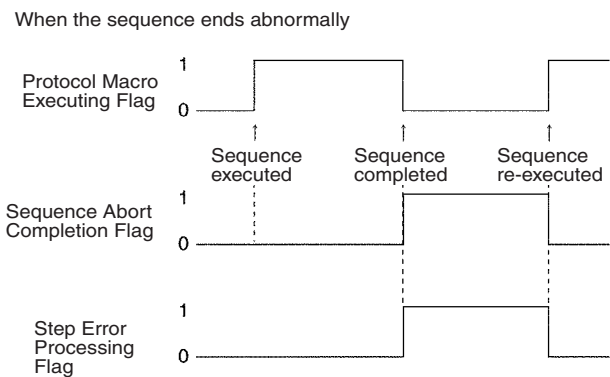 When the sequence ends abnormally
Protocol Macro
Executing Flag
1
0
Sequence
executed
Sequence
completed
Sequence
re-executed
Sequence Abort
Completion Flag
1
0
Step Error
Processing
Flag
1
0